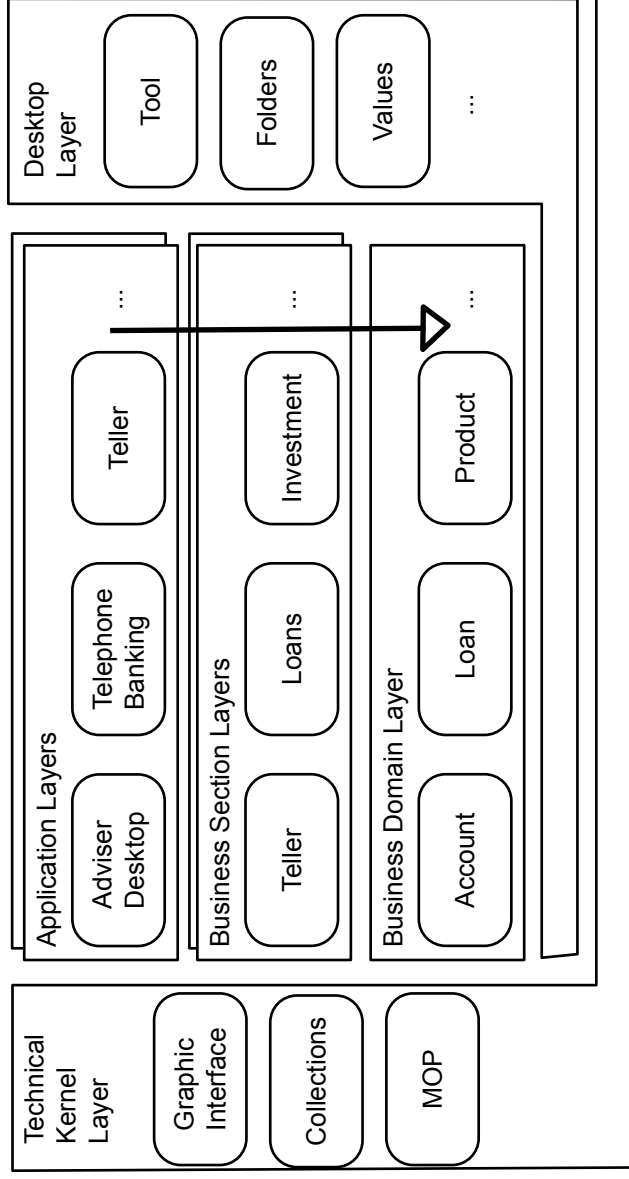 Technical
Kernel
Layer
Graphic
Interface
Collections
MOP
Application Layers
Adviser
Desktop
Telephone
Banking
Teller
...
Business Section Layers
Teller
Loans
Investment
...
Business Domain Layer
Account
Loan
Product
...
Desktop
Layer
Tool
Folders
Values
...